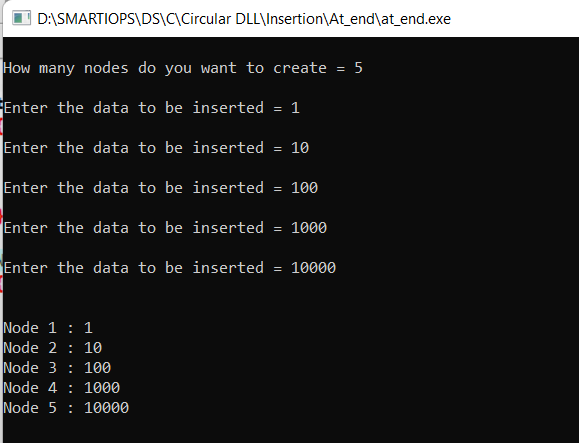 D:\SMARTIOPS\DS\C\Circular DLL\Insertion\At_end\at_end.exe
How many nodes do you want to create = 5
Enter the data to be inserted = 1
Enter the data to be inserted = 10
Enter the data to be inserted = 100
Enter the data to be inserted = 1000
Enter the data to be inserted = 10000
Node 1 : 1
Node 2 : 10
Node 3 : 100
Node 4 : 1000
Node 5 : 10000